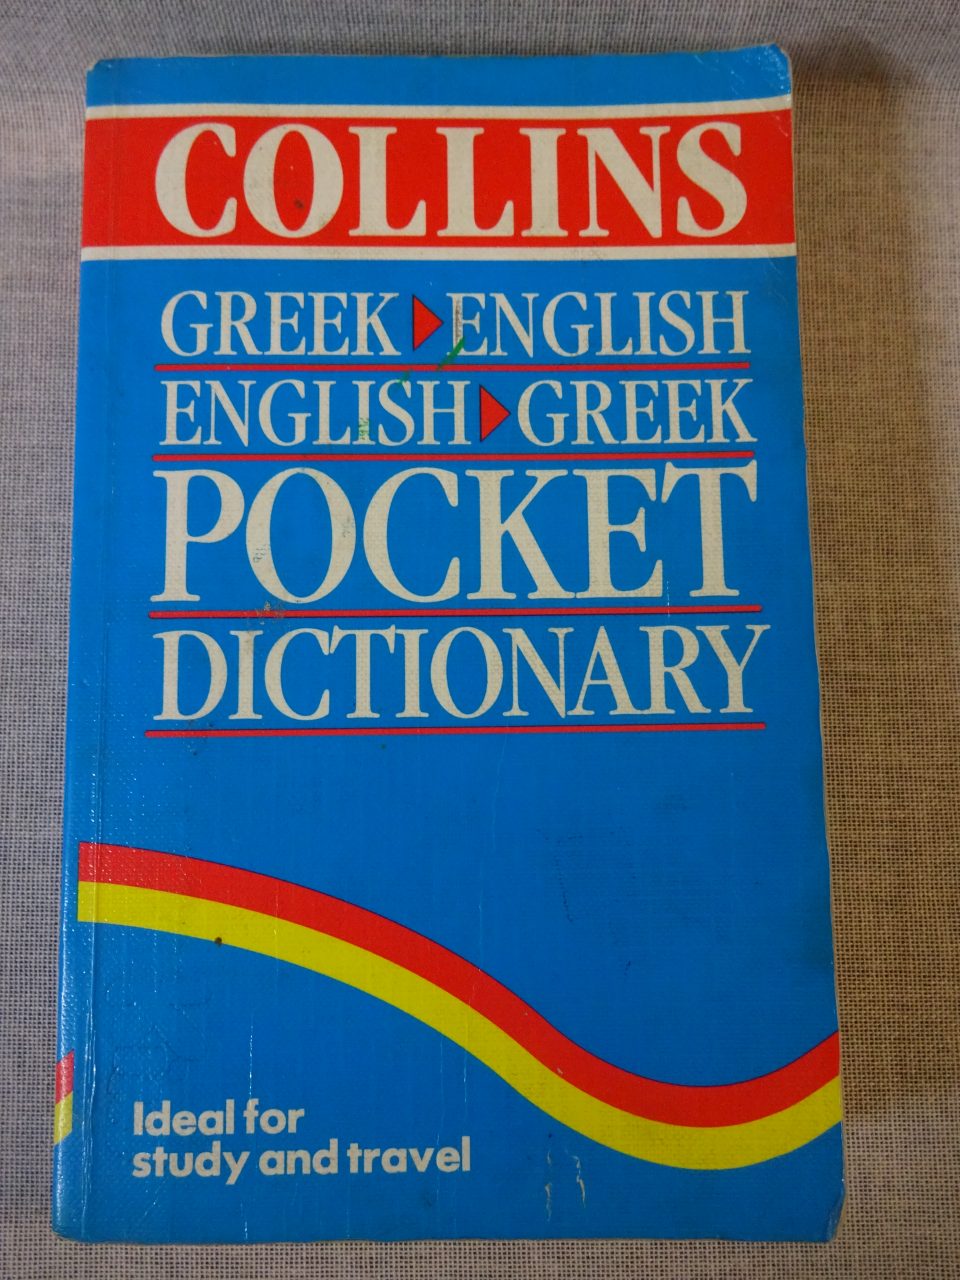 COLLINS
GREEK ▶ ENGLISH
ENGLISH ▶ GREEK
POCKET
DICTIONARY
Ideal for
study and travel